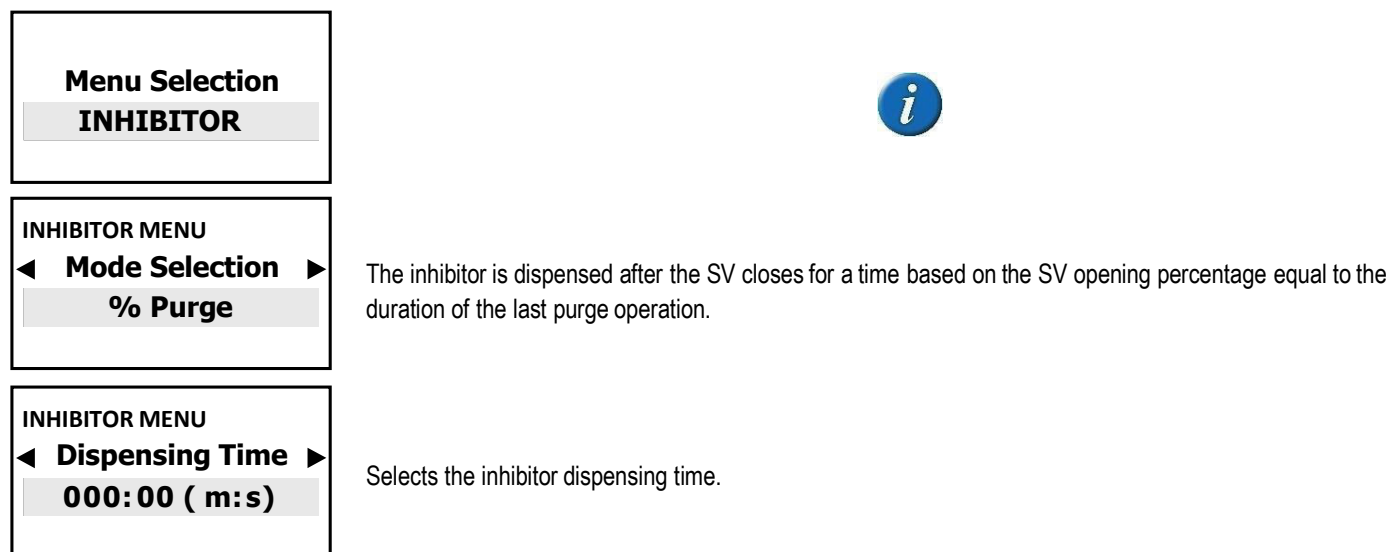 Menu Selection
INHIBITOR
i
INHIBITOR MENU
◀ Mode Selection ▶
% Purge
The inhibitor is dispensed after the SV closes for a time based on the SV opening percentage equal to the
duration of the last purge operation.
INHIBITOR MENU
◀ Dispensing Time ▶
000:00 ( m:s)
Selects the inhibitor dispensing time.